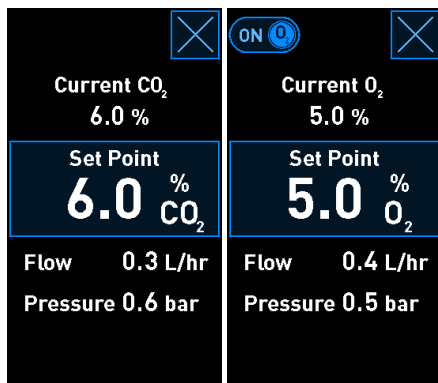 Current CO₂
6.0 %
Set Point
6.0 % CO₂
Flow 0.3 L/hr
Pressure 0.6 bar
ON O₂
Current O₂
5.0 %
Set Point
5.0 % O₂
Flow 0.4 L/hr
Pressure 0.5 bar